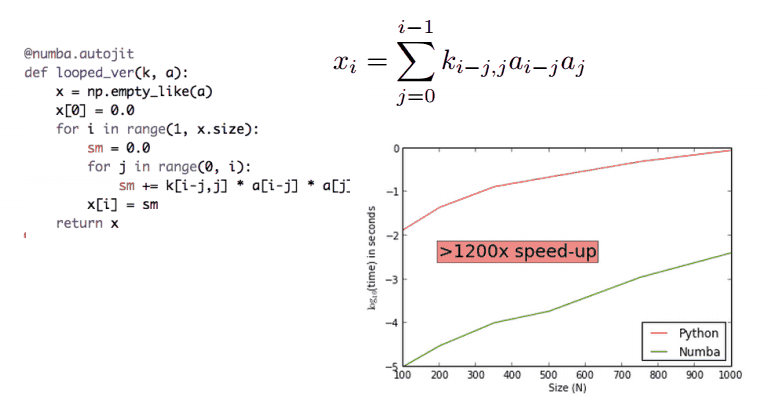 @numba.autojit
def looped_ver(k, a):
    x = np.empty_like(a)
    x[0] = 0.0
    for i in range(1, x.size):
        sm = 0.0
        for j in range(0, i):
            sm += k[i-j,j] * a[i-j] * a[j]
        x[i] = sm
    return x
x_i = \sum_{j=0}^{i-1} k_{i-j,j} a_{i-j} a_j
0
−1
−2
−3
−4
−5
log₁₀(time) in seconds
>1200x speed-up
Python
Numba
100 200 300 400 500 600 700 800 900 1000
Size (N)